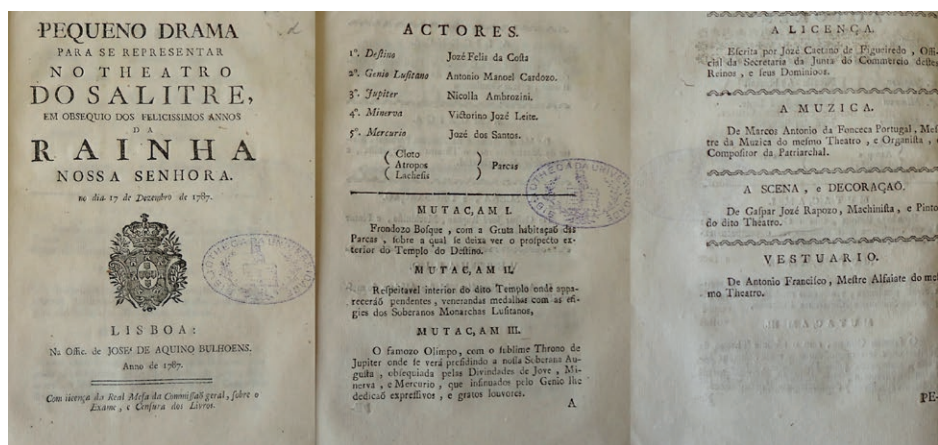 PEQUENO DRAMA
PARA SE REPRESENTAR
NO THEATRO
DO SALITRE,
EM OBSEQUIO DOS FELICISSIMOS ANNOS
DA
RAINHA
NOSSA SENHORA.
no dia 17 de Dezembro de 1787.
LISBOA:
Na Offic. de JOSE' DE AQUINO BULHOENS.
Anno de 1787.
Com licença da Real Mesa da Commissaõ geral, sobre o
Exame, e Censura dos Livros.
ACTORES.
1º. Destino Jozé Felis da Costa
2º. Genio Lusitano Antonio Manoel Cardozo.
3º. Jupiter Nicolla Ambrozini.
4º. Minerva Victorino Jozé Leite.
5º. Mercurio Jozé dos Santos.
( Cloto )
( Atropos ) Parcas
( Lachesis )
MUTAC,AM I.
Frondozo Bosque, com a Gruta habitaçaõ das
Parcas, sobre a qual se deixa ver o prospecto ex-
terior do Templo do Destino.
MUTAC,AM II.
Respeitavel interior do dito Templo onde appa-
receráõ pendentes, venerandas medalhas com as efi-
gies dos Soberanos Monarchas Lusitanos,
MUTAC,AM III.
O famozo Olimpo, com o sublime Throno de
Jupiter onde se verá presidindo a nossa Soberana Au-
gusta, obsequiada pelas Divindades de Jove, Mi-
nerva, e Mercurio, que insinuados pelo Genio lhe
dedicaõ expressivos, e gratos louvores.
A
A LICENÇA.
Escrita por Jozé Caetano de Figueiredo, Offi-
cial da Secretaria da Junta do Commercio destes
Reinos, e seus Dominios.
A MUZICA.
De Marcos Antonio da Fonceca Portugal, Mes-
tre da Muzica do mesmo Theatro, e Organista, e
Compositor da Patriarchal.
A SCENA, e DECORAÇAÕ.
De Gaspar Jozé Rapozo, Machinista, e Pinto
do dito Theatro.
VESTUARIO.
De Antonio Francisco, Mestre Alfaiate do mes
mo Theatro.
PE-